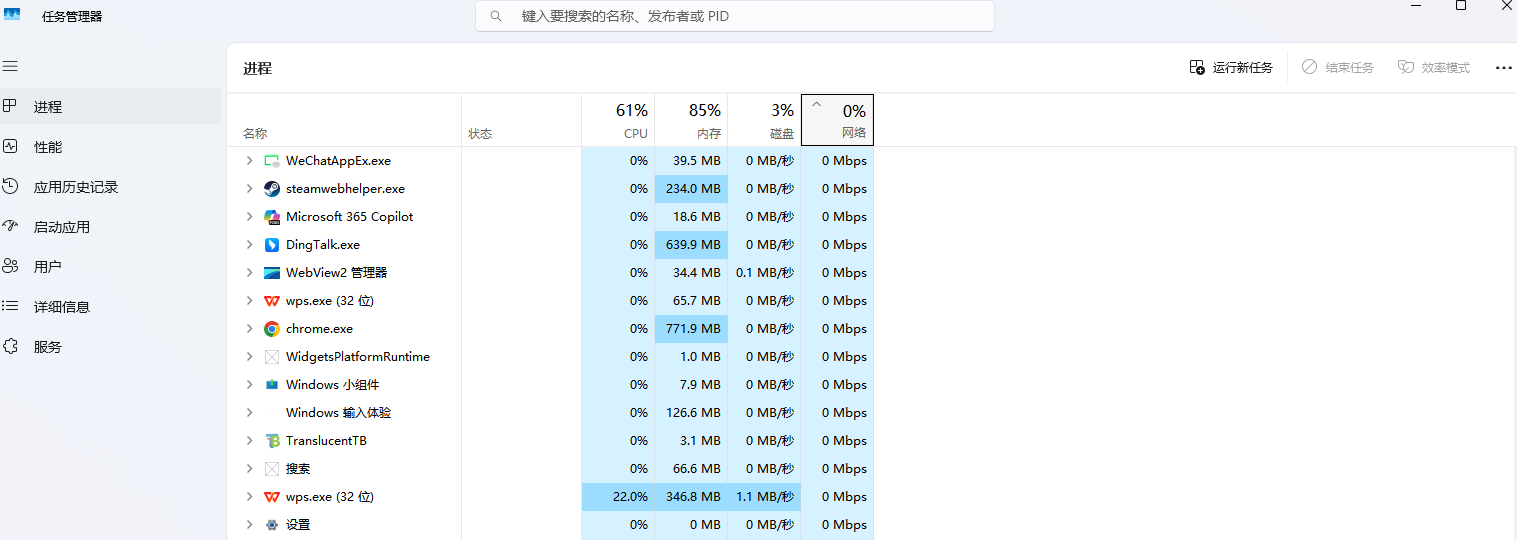 任务管理器
键入要搜索的名称、发布者或 PID
进程
运行新任务 结束任务 效率模式
进程
性能
应用历史记录
启动应用
用户
详细信息
服务
61% 85% 3% 0%
名称 状态 CPU 内存 磁盘 网络
WeChatAppEx.exe 0% 39.5 MB 0 MB/秒 0 Mbps
steamwebhelper.exe 0% 234.0 MB 0 MB/秒 0 Mbps
Microsoft 365 Copilot 0% 18.6 MB 0 MB/秒 0 Mbps
DingTalk.exe 0% 639.9 MB 0 MB/秒 0 Mbps
WebView2 管理器 0% 34.4 MB 0.1 MB/秒 0 Mbps
wps.exe (32 位) 0% 65.7 MB 0 MB/秒 0 Mbps
chrome.exe 0% 771.9 MB 0 MB/秒 0 Mbps
WidgetsPlatformRuntime 0% 1.0 MB 0 MB/秒 0 Mbps
Windows 小组件 0% 7.9 MB 0 MB/秒 0 Mbps
Windows 输入体验 0% 126.6 MB 0 MB/秒 0 Mbps
TranslucentTB 0% 3.1 MB 0 MB/秒 0 Mbps
搜索 0% 66.6 MB 0 MB/秒 0 Mbps
wps.exe (32 位) 22.0% 346.8 MB 1.1 MB/秒 0 Mbps
设置 0% 0 MB 0 MB/秒 0 Mbps